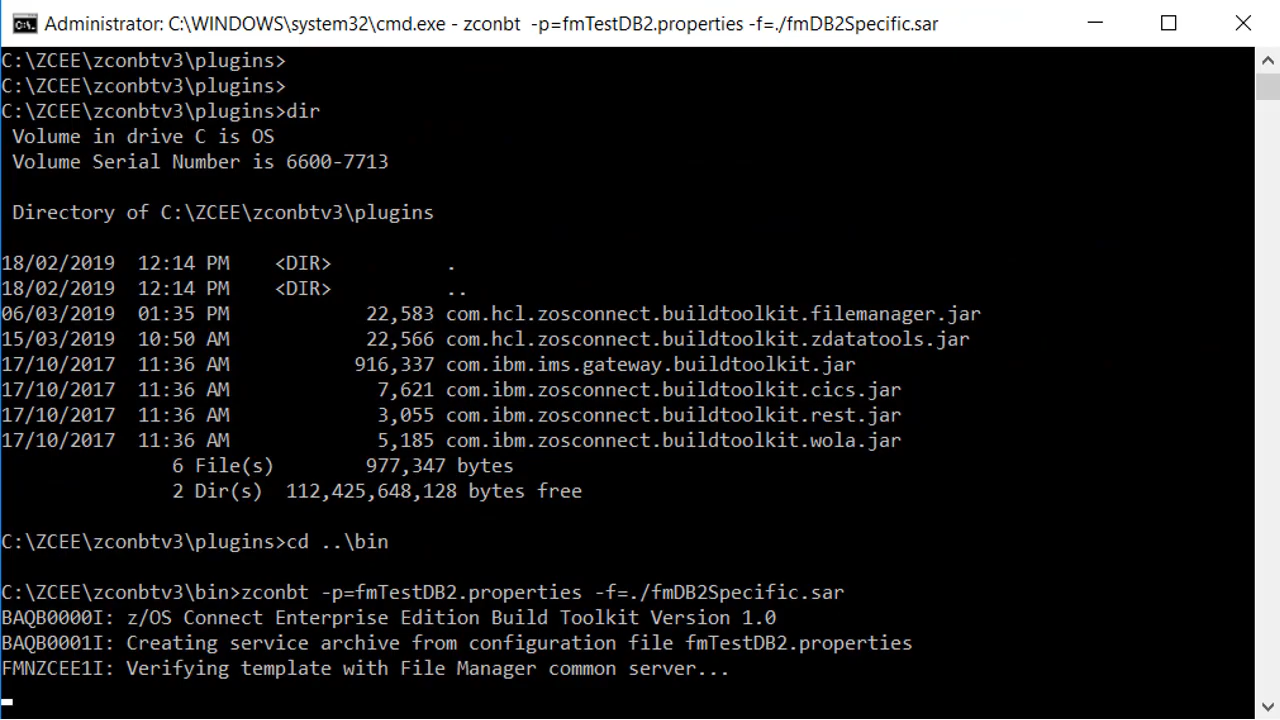 Administrator: C:\WINDOWS\system32\cmd.exe - zconbt  -p=fmTestDB2.properties -f=./fmDB2Specific.sar
C:\ZCEE\zconbtv3\plugins>
C:\ZCEE\zconbtv3\plugins>
C:\ZCEE\zconbtv3\plugins>dir
 Volume in drive C is OS
 Volume Serial Number is 6600-7713

 Directory of C:\ZCEE\zconbtv3\plugins

18/02/2019  12:14 PM    <DIR>          .
18/02/2019  12:14 PM    <DIR>          ..
06/03/2019  01:35 PM            22,583 com.hcl.zosconnect.buildtoolkit.filemanager.jar
15/03/2019  10:50 AM            22,566 com.hcl.zosconnect.buildtoolkit.zdatatools.jar
17/10/2017  11:36 AM           916,337 com.ibm.ims.gateway.buildtoolkit.jar
17/10/2017  11:36 AM             7,621 com.ibm.zosconnect.buildtoolkit.cics.jar
17/10/2017  11:36 AM             3,055 com.ibm.zosconnect.buildtoolkit.rest.jar
17/10/2017  11:36 AM             5,185 com.ibm.zosconnect.buildtoolkit.wola.jar
               6 File(s)        977,347 bytes
               2 Dir(s)  112,425,648,128 bytes free

C:\ZCEE\zconbtv3\plugins>cd ..\bin

C:\ZCEE\zconbtv3\bin>zconbt -p=fmTestDB2.properties -f=./fmDB2Specific.sar
BAQB0000I: z/OS Connect Enterprise Edition Build Toolkit Version 1.0
BAQB0001I: Creating service archive from configuration file fmTestDB2.properties
FMNZCEE1I: Verifying template with File Manager common server...